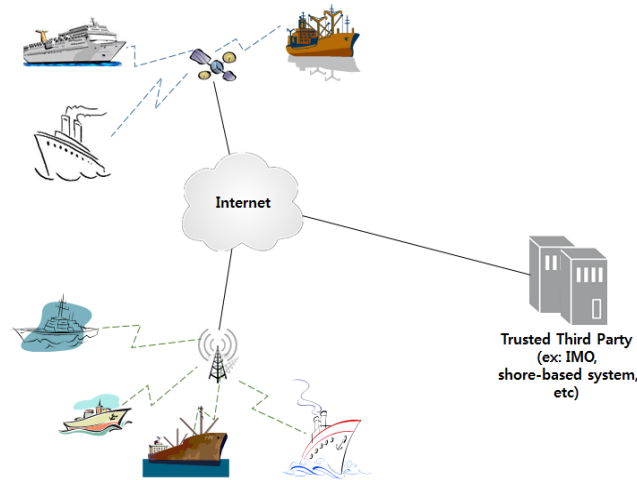 Internet
Trusted Third Party
(ex: IMO,
shore-based system,
etc)